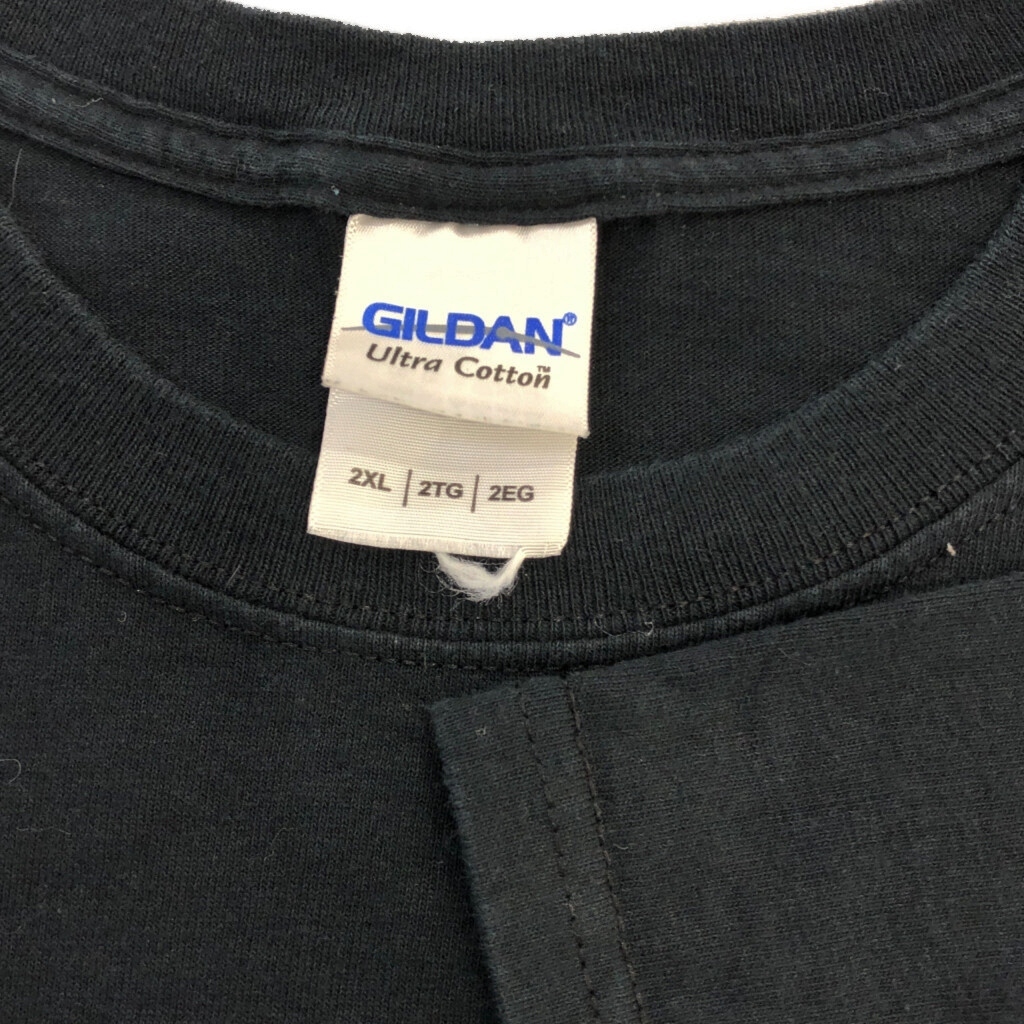 GILDAN®
Ultra Cotton™
2XL | 2TG | 2EG